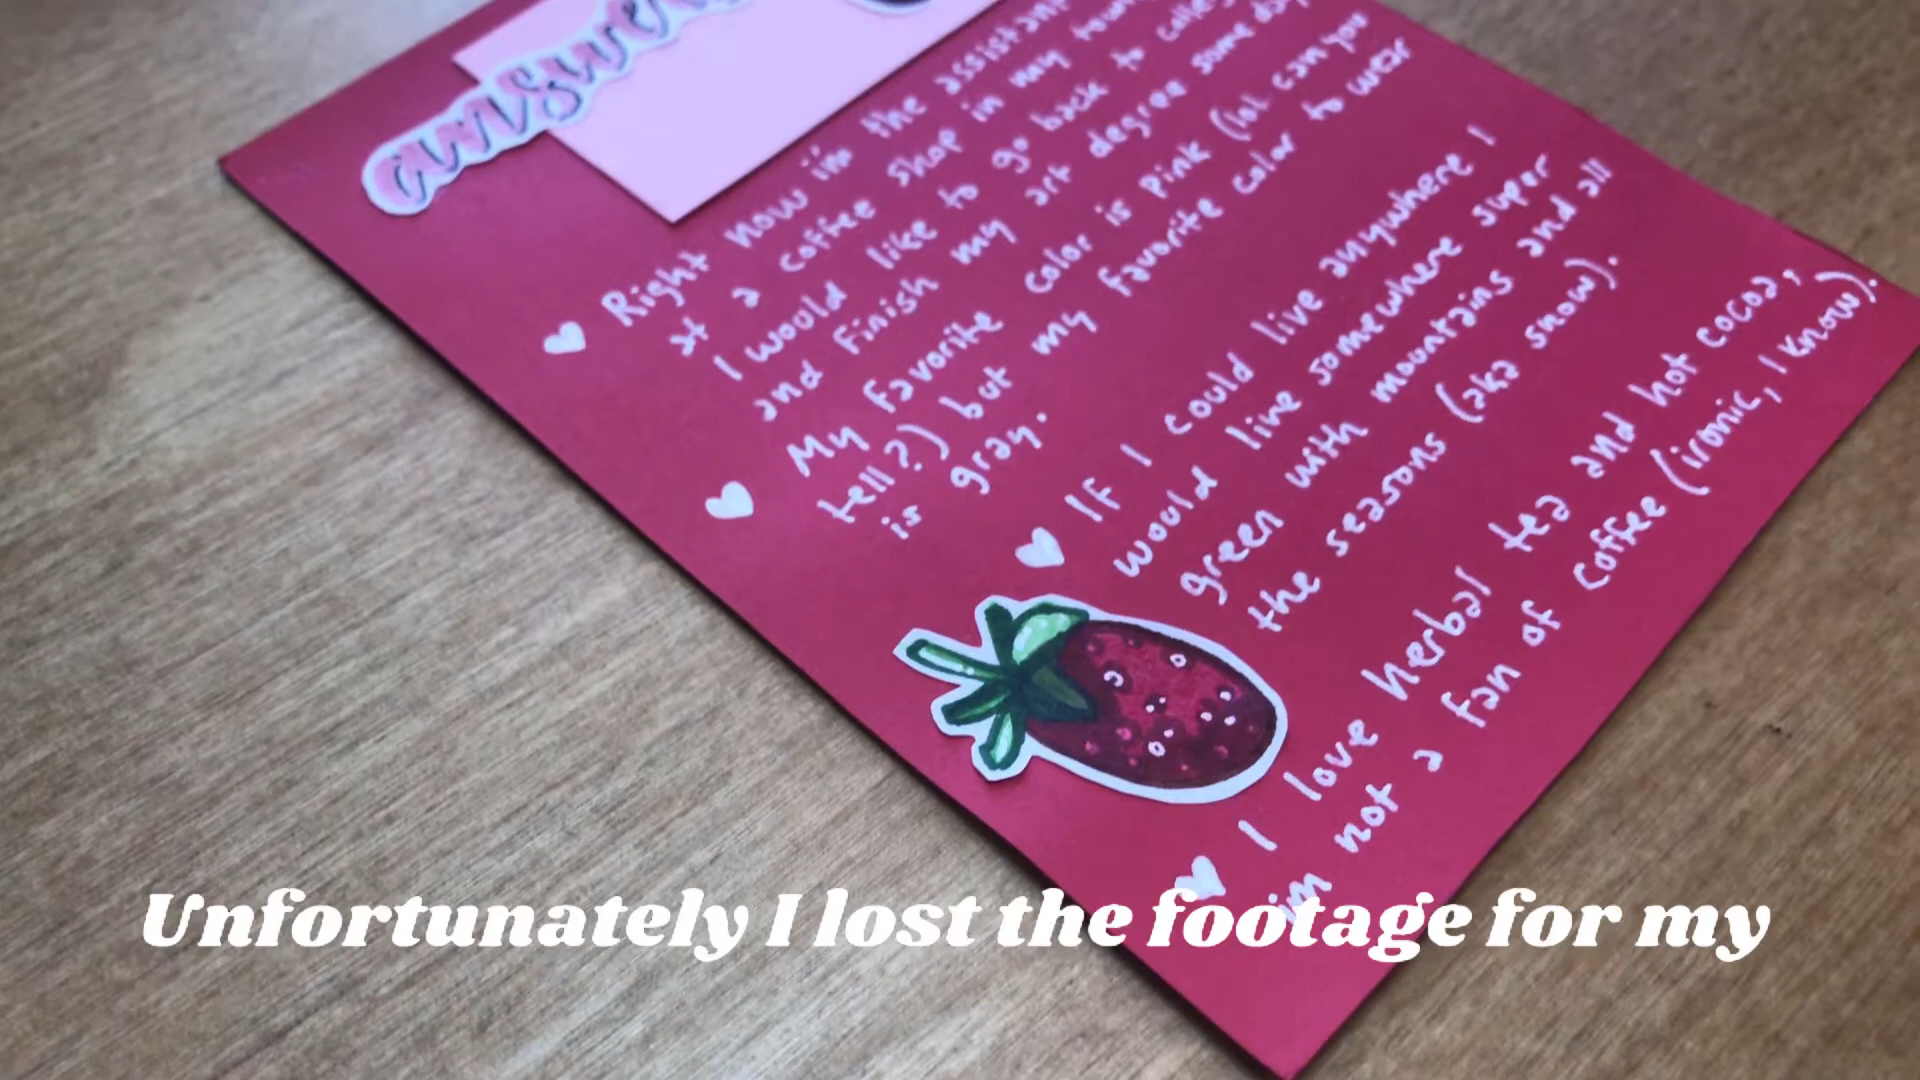 answers
Right now im the assistant
at a coffee shop in my town
I would like to go back to college
and finish my art degree some day
My favorite color is pink (lol can you
tell?) but my favorite color to wear
is gray.
If I could live anywhere I
would live somewhere super
green with mountains and all
the seasons (aka snow).
I love herbal tea and hot cocoa,
im not a fan of coffee (ironic, I know).
Unfortunately I lost the footage for my